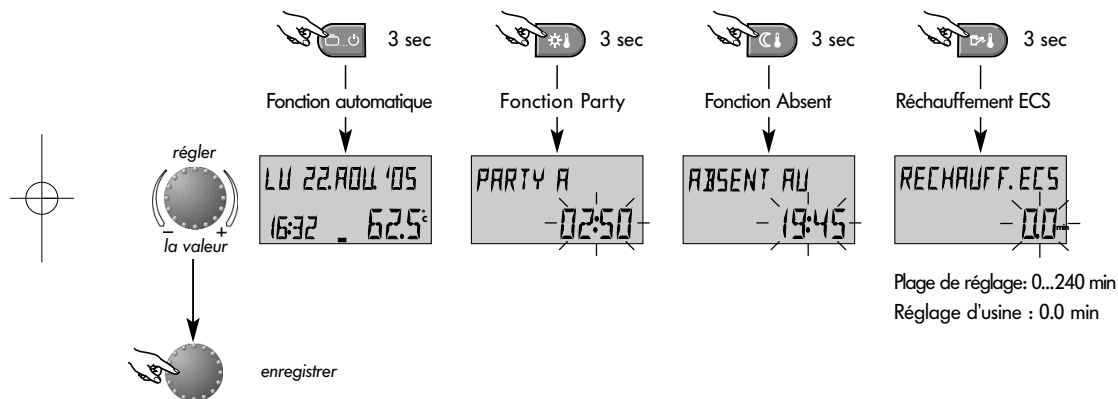 3 sec 3 sec 3 sec 3 sec
Fonction automatique Fonction Party Fonction Absent Réchauffement ECS
régler
LU 22.AOU. '05
16:32 62.5°C
PARTY A
02:50
ABSENT AU
19:45
RECHAUFF. ECS
0.0 min
- +
la valeur
Plage de réglage: 0...240 min
Réglage d'usine : 0.0 min
enregistrer